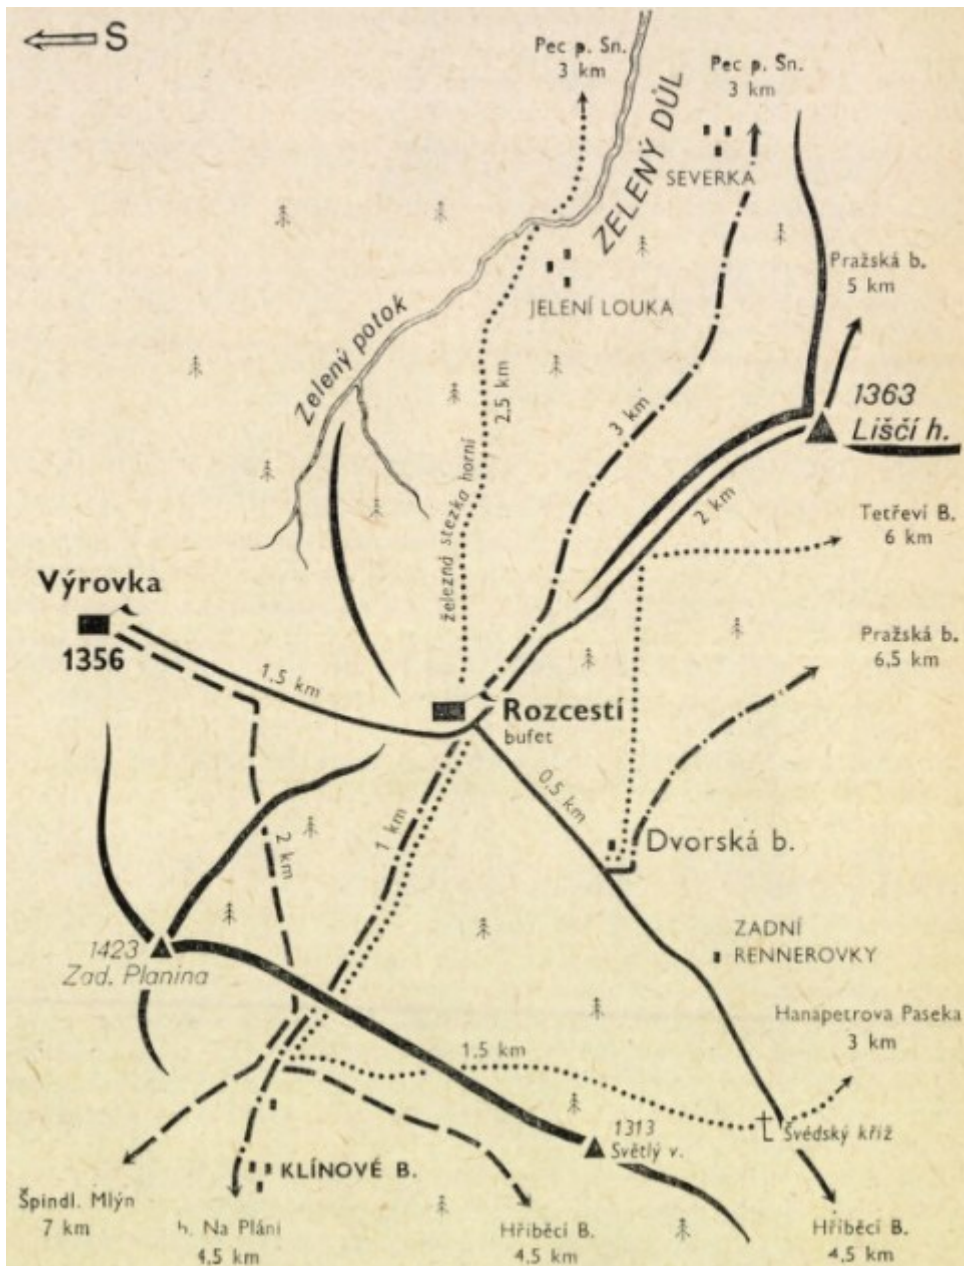 S
Pec p. Sn.
3 km
Pec p. Sn.
3 km
ZELENÝ DŮL
SEVERKA
Pražská b.
5 km
JELENÍ LOUKA
Zelený potok
2,5 km
železná stezka horní
3 km
1363
Liščí h.
2 km
Tetřeví B.
6 km
Výrovka
1356
1,5 km
Pražská b.
6,5 km
Rozcestí
bufet
0,5 km
1 km
2 km
Dvorská b.
1423
Zad. Planina
ZADNÍ
RENNEROVKY
Hanapetrova Paseka
3 km
1,5 km
1313
Světlý v.
Švédský kříž
KLÍNOVÉ B.
Špindl. Mlýn
7 km
h. Na Pláni
4,5 km
Hříběcí B.
4,5 km
Hříběcí B.
4,5 km